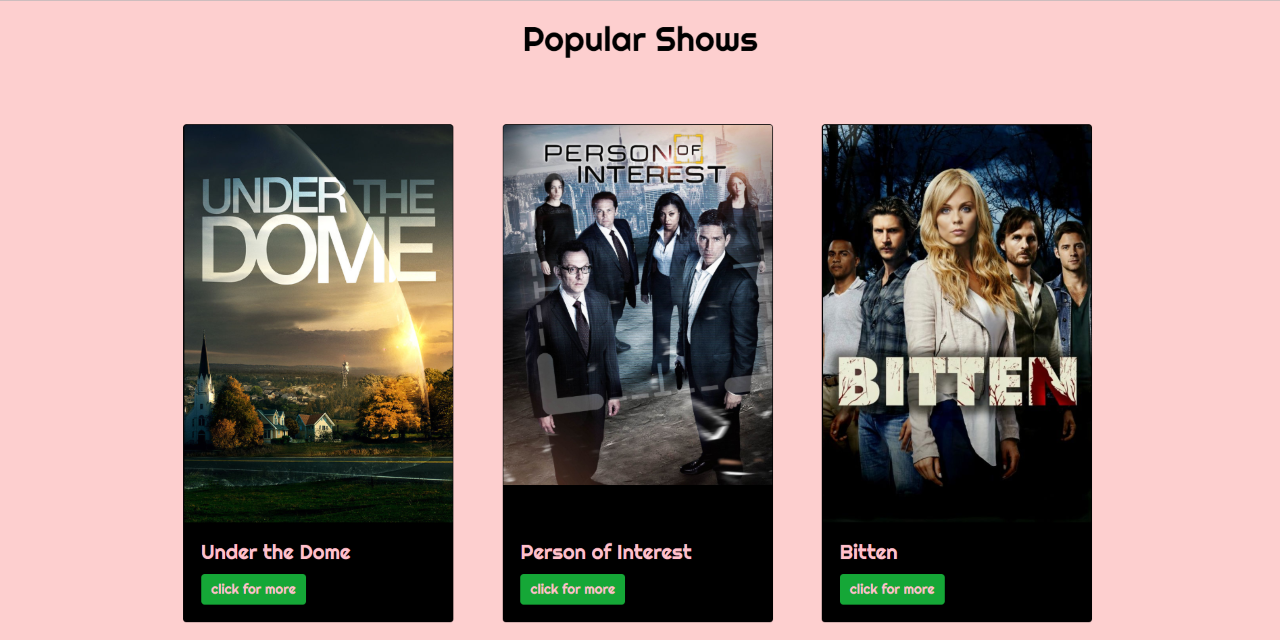 Popular Shows
UNDER THE
DOME
Under the Dome
click for more
PERSON OF
INTEREST
Person of Interest
click for more
BITTEN
Bitten
click for more